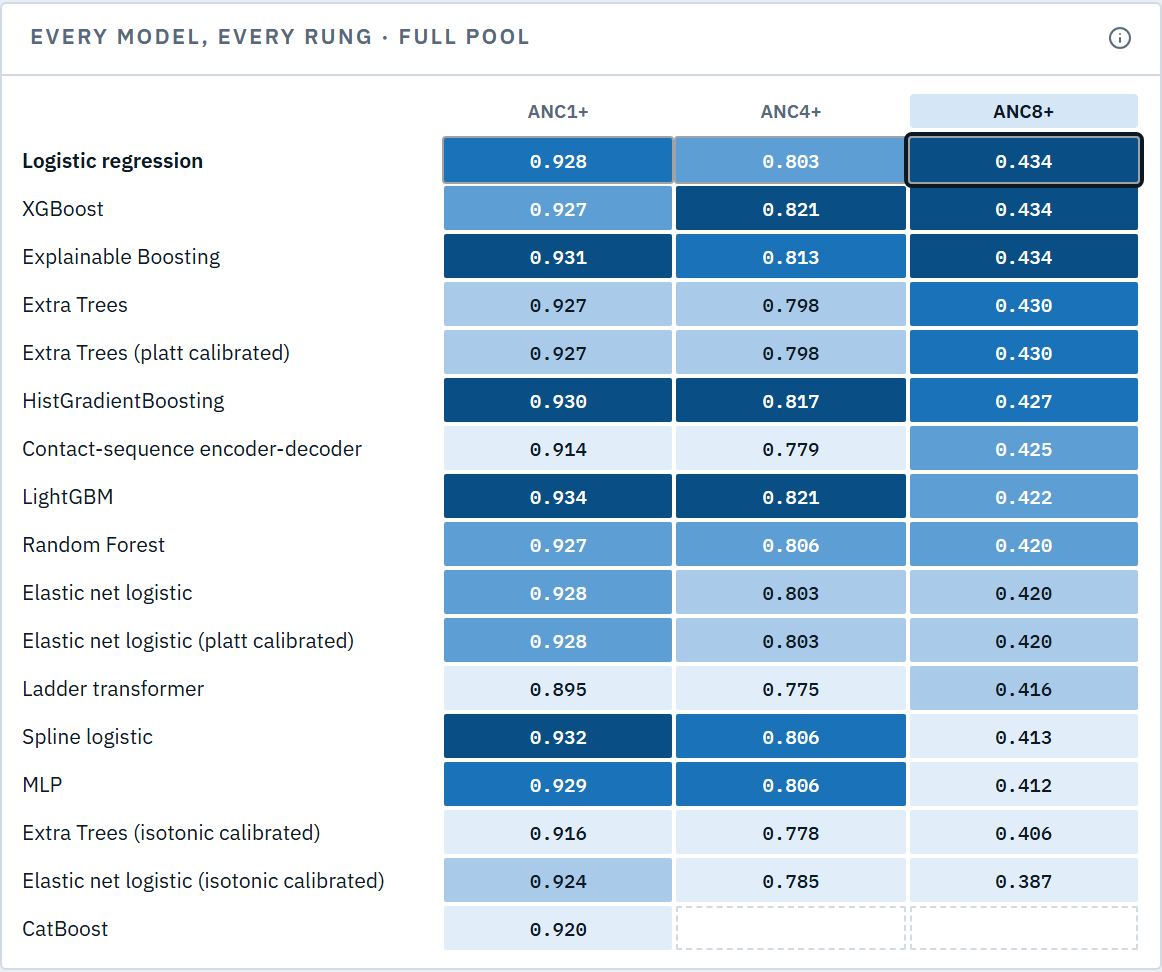 EVERY MODEL, EVERY RUNG · FULL POOL
ANC1+ ANC4+ ANC8+
Logistic regression 0.928 0.803 0.434
XGBoost 0.927 0.821 0.434
Explainable Boosting 0.931 0.813 0.434
Extra Trees 0.927 0.798 0.430
Extra Trees (platt calibrated) 0.927 0.798 0.430
HistGradientBoosting 0.930 0.817 0.427
Contact-sequence encoder-decoder 0.914 0.779 0.425
LightGBM 0.934 0.821 0.422
Random Forest 0.927 0.806 0.420
Elastic net logistic 0.928 0.803 0.420
Elastic net logistic (platt calibrated) 0.928 0.803 0.420
Ladder transformer 0.895 0.775 0.416
Spline logistic 0.932 0.806 0.413
MLP 0.929 0.806 0.412
Extra Trees (isotonic calibrated) 0.916 0.778 0.406
Elastic net logistic (isotonic calibrated) 0.924 0.785 0.387
CatBoost 0.920